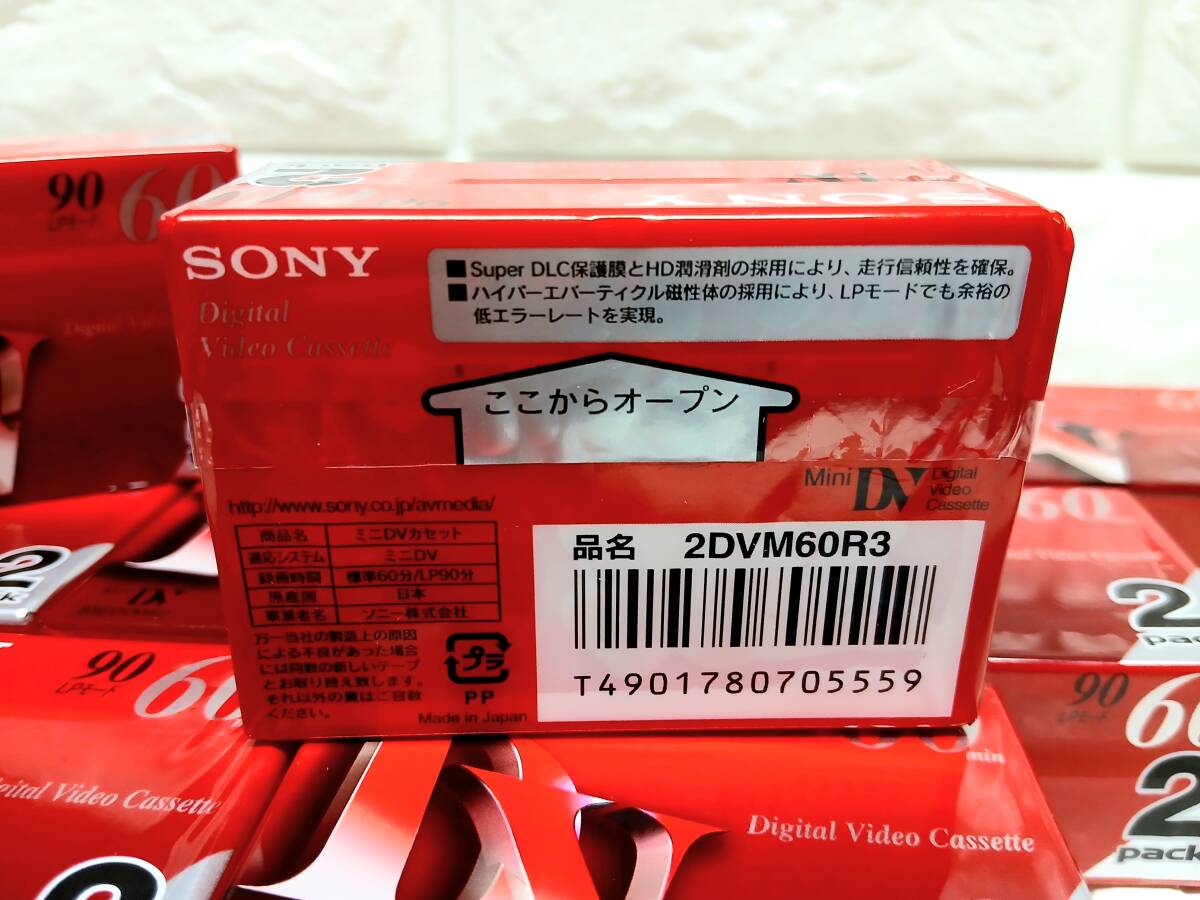 90
LPモード
60
SONY
Digital
Video Cassette
■Super DLC保護膜とHD潤滑剤の採用により、走行信頼性を確保。
■ハイパーエバーティクル磁性体の採用により、LPモードでも余裕の
低エラーレートを実現。
ここからオープン
Mini DV Digital
Video
Cassette
http://www.sony.co.jp/avmedia/
商品名 ミニDVカセット
適応システム ミニDV
録画時間 標準60分/LP90分
原産国 日本
事業者名 ソニー株式会社
万一当社の製造上の原因
による不良があった場合
には同数の新しいテープ
とお取り替え致します。
それ以外の責はご容赦
ください。
プラ
PP
Made in Japan
品名 2DVM60R3
T4901780705559
60
2
pack
90
LPモード
60
2
pack
90
LPモード
60
Digital Video Cassette
60min
Digital Video Cassette